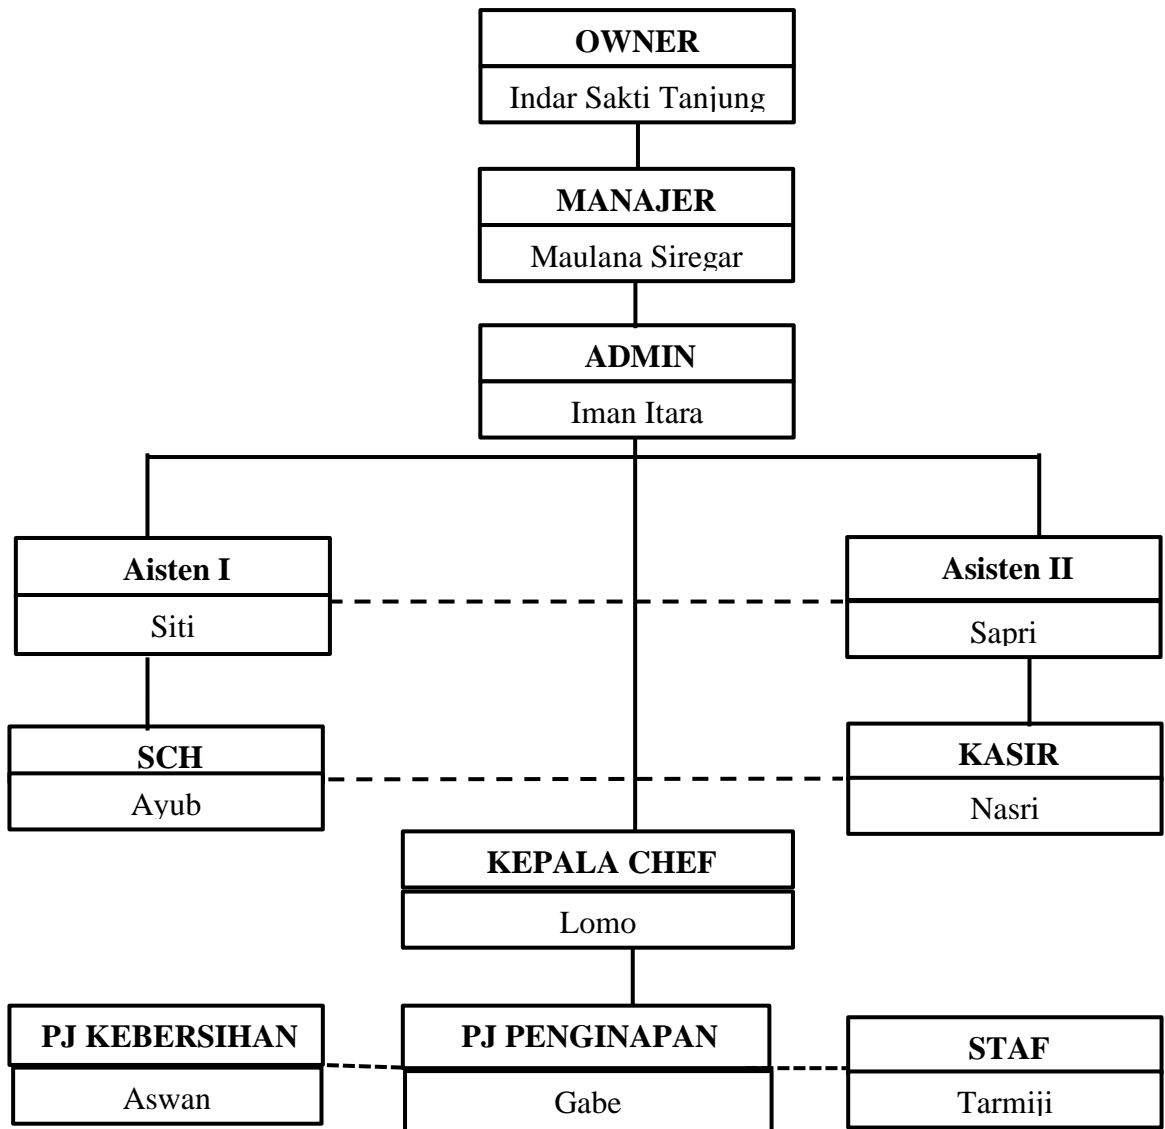 OWNER
Indar Sakti Tanjung
MANAJER
Maulana Siregar
ADMIN
Iman Itara
Aisten I
Siti
Asisten II
Sapri
SCH
Ayub
KASIR
Nasri
KEPALA CHEF
Lomo
PJ KEBERSIHAN
Aswan
PJ PENGINAPAN
Gabe
STAF
Tarmiji